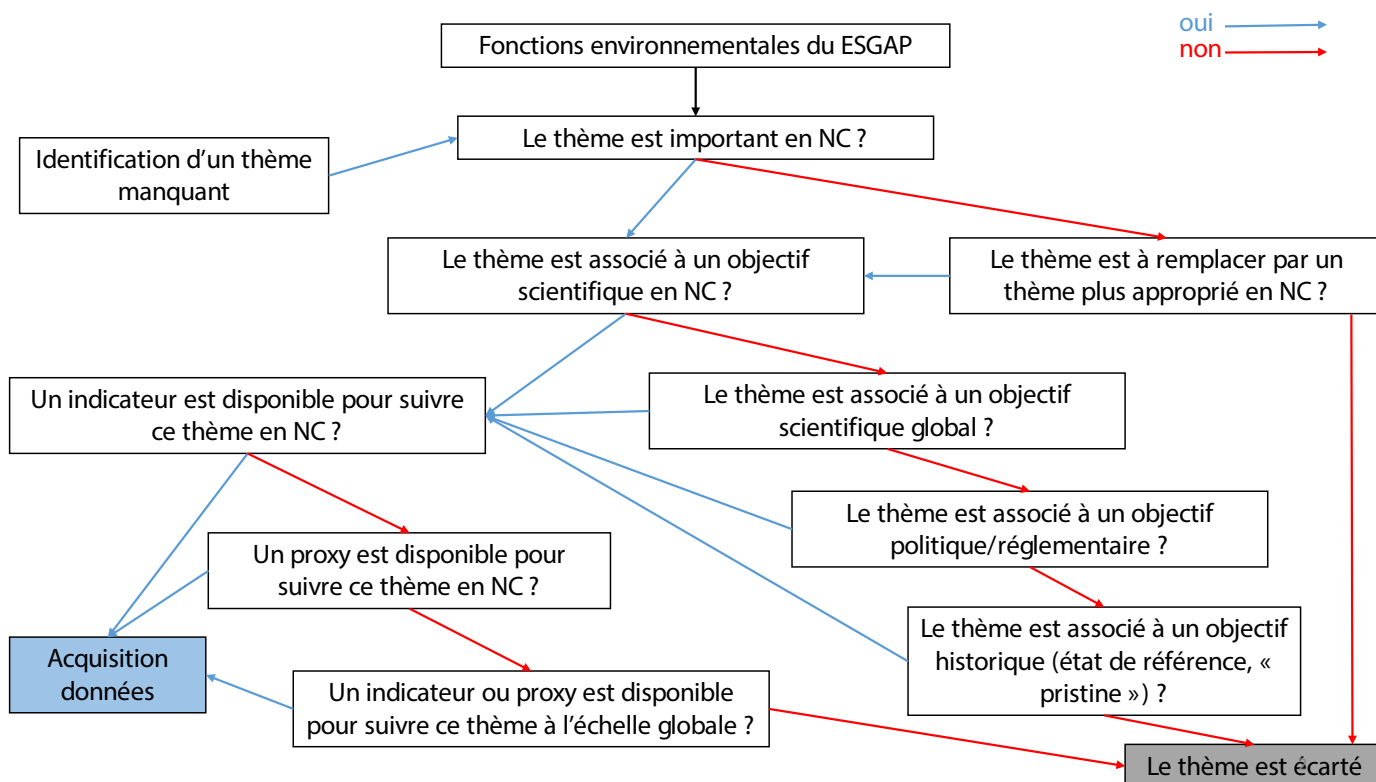 oui
non
Fonctions environnementales du ESGAP
Le thème est important en NC ?
Identification d’un thème
manquant
Le thème est associé à un objectif
scientifique en NC ?
Le thème est à remplacer par un
thème plus approprié en NC ?
Un indicateur est disponible pour suivre
ce thème en NC ?
Le thème est associé à un objectif
scientifique global ?
Le thème est associé à un objectif
politique/réglementaire ?
Un proxy est disponible pour
suivre ce thème en NC ?
Le thème est associé à un objectif
historique (état de référence, «
pristine ») ?
Acquisition
données
Un indicateur ou proxy est disponible
pour suivre ce thème à l’échelle globale ?
Le thème est écarté